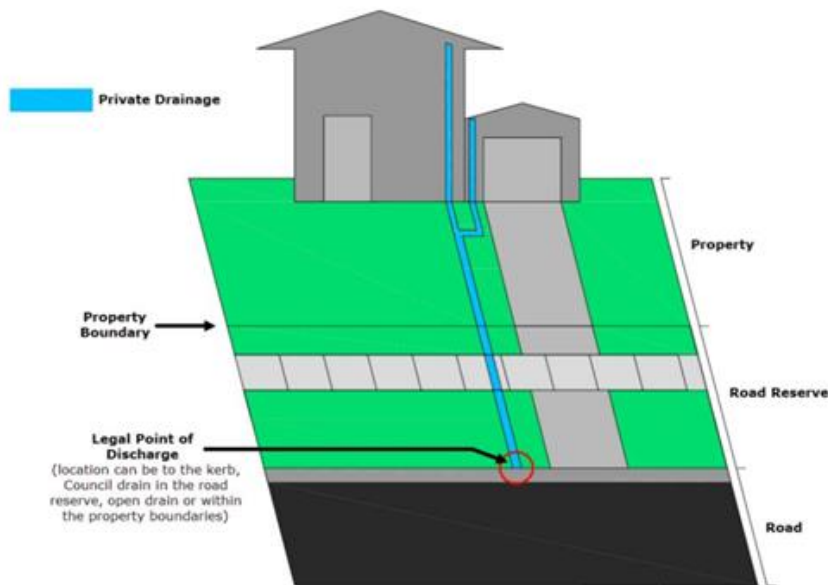 Private Drainage
Property
Property
Boundary
Road Reserve
Legal Point of
Discharge
(location can be to the kerb,
Council drain in the road
reserve, open drain or within
the property boundaries)
Road